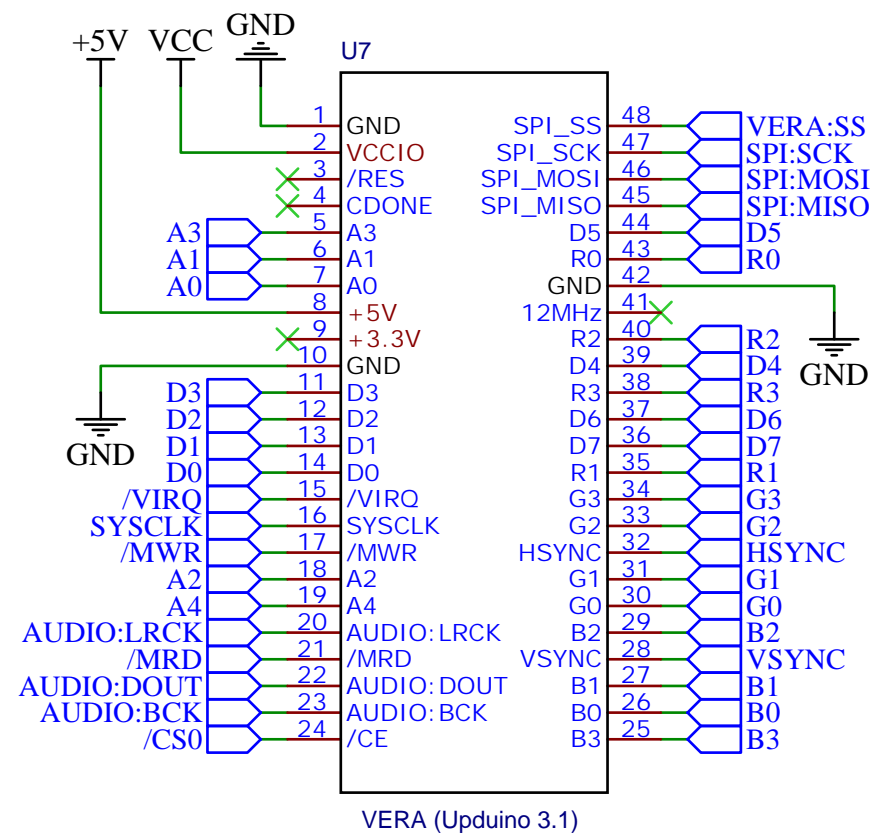 +5V VCC GND
U7
1 GND SPI_SS 48 VERA:SS
2 VCCIO SPI_SCK 47 SPI:SCK
3 /RES SPI_MOSI 46 SPI:MOSI
4 CDONE SPI_MISO 45 SPI:MISO
A3 5 A3 D5 44 D5
A1 6 A1 R0 43 R0
A0 7 A0 GND 42
8 +5V 12MHz 41
9 +3.3V R2 40 R2
10 GND D4 39 D4
GND
D3 11 D3 R3 38 R3
D2 12 D2 D6 37 D6
D1 13 D1 D7 36 D7
GND
D0 14 D0 R1 35 R1
/VIRQ 15 /VIRQ G3 34 G3
SYSCLK 16 SYSCLK G2 33 G2
/MWR 17 /MWR HSYNC 32 HSYNC
A2 18 A2 G1 31 G1
A4 19 A4 G0 30 G0
AUDIO:LRCK 20 AUDIO:LRCK B2 29 B2
/MRD 21 /MRD VSYNC 28 VSYNC
AUDIO:DOUT 22 AUDIO:DOUT B1 27 B1
AUDIO:BCK 23 AUDIO:BCK B0 26 B0
/CS0 24 /CE B3 25 B3
VERA (Upduino 3.1)